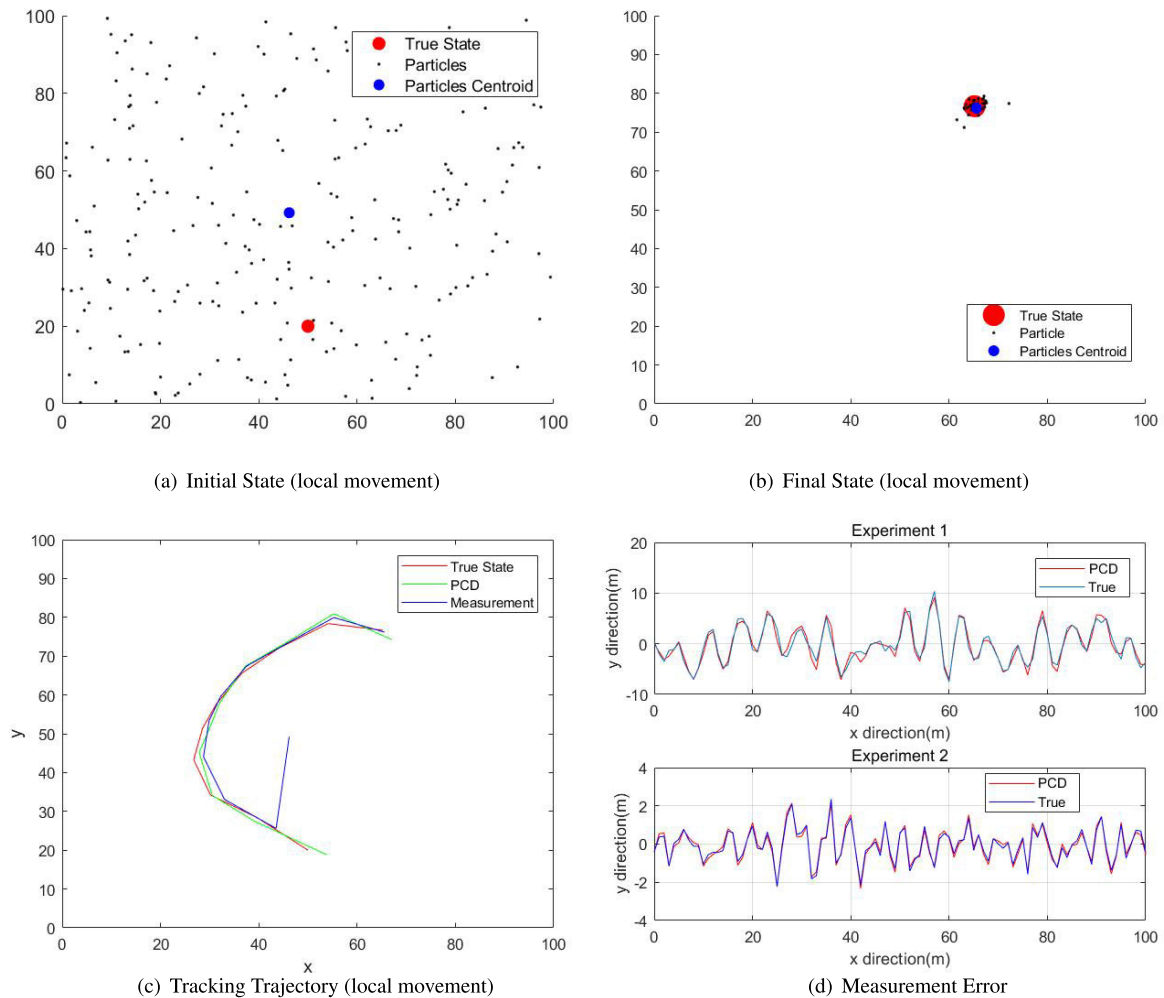 100
90
80
70
60
50
40
30
20
10
0
0 20 40 60 80 100
True State
Particles
Particles Centroid
(a) Initial State (local movement)
100
90
80
70
60
50
40
30
20
10
0
0 20 40 60 80 100
True State
Particle
Particles Centroid
(b) Final State (local movement)
100
90
80
70
60
50
40
30
20
10
0
y
0 20 40 60 80 100
x
True State
PCD
Measurement
(c) Tracking Trajectory (local movement)
Experiment 1
20
10
0
-10
y direction(m)
PCD
True
0 20 40 60 80 100
x direction(m)
Experiment 2
4
2
0
-2
-4
y direction(m)
PCD
True
0 20 40 60 80 100
x direction(m)
(d) Measurement Error